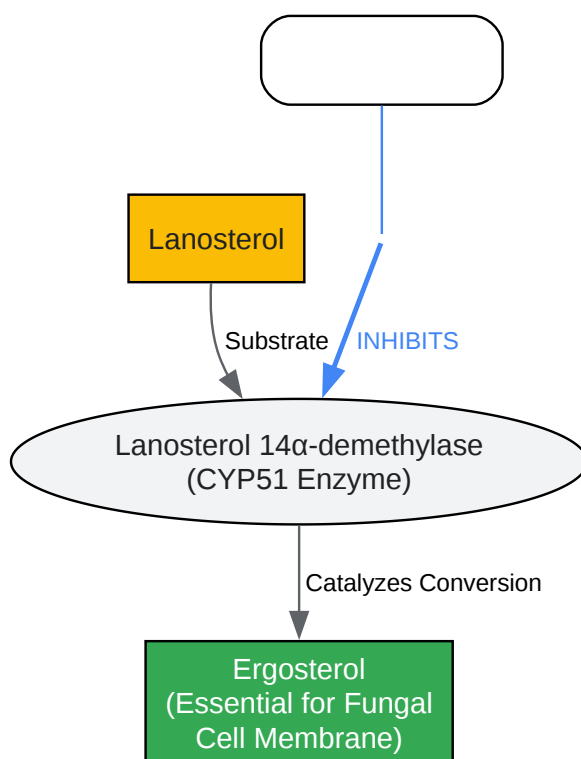 Lanosterol
Substrate
INHIBITS
Lanosterol 14α-demethylase
(CYP51 Enzyme)
Catalyzes Conversion
Ergosterol
(Essential for Fungal
Cell Membrane)